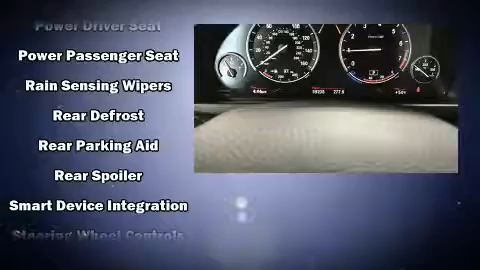 Power Driver Seat
Power Passenger Seat
Rain Sensing Wipers
Rear Defrost
Rear Parking Aid
Rear Spoiler
Smart Device Integration
Steering Wheel Controls